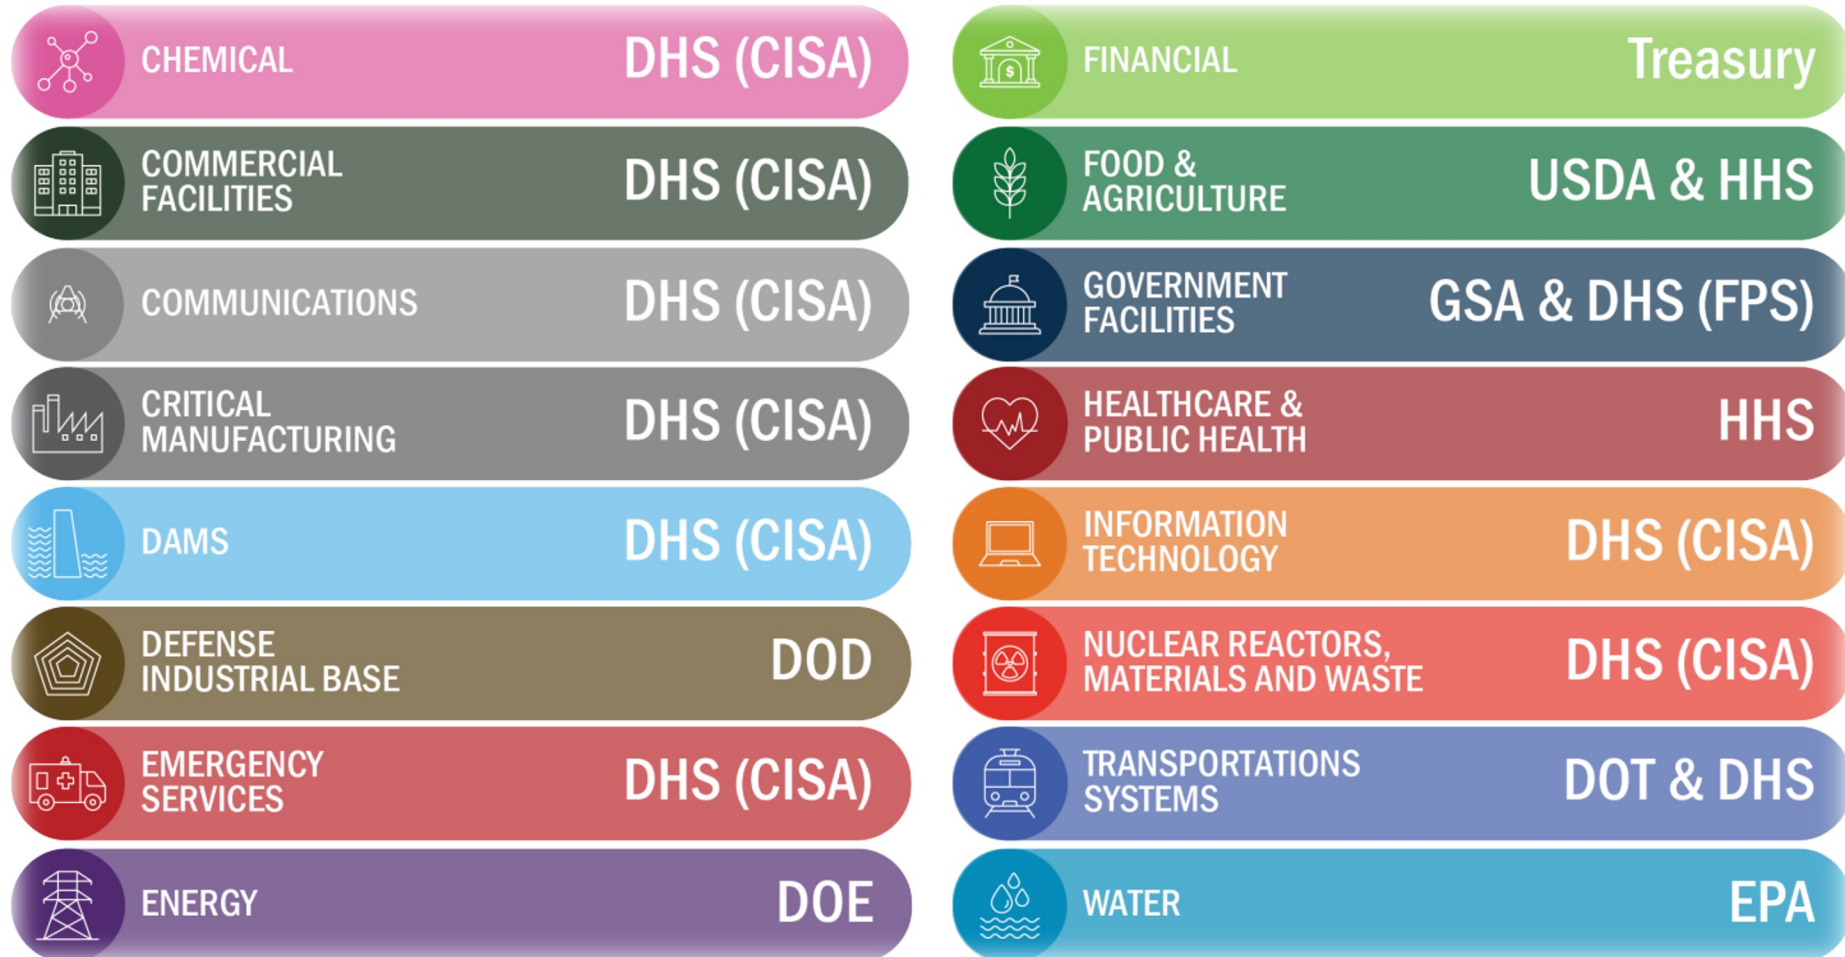 CHEMICAL DHS (CISA)
COMMERCIAL
FACILITIES DHS (CISA)
COMMUNICATIONS DHS (CISA)
CRITICAL
MANUFACTURING DHS (CISA)
DAMS DHS (CISA)
DEFENSE
INDUSTRIAL BASE DOD
EMERGENCY
SERVICES DHS (CISA)
ENERGY DOE
$
FINANCIAL Treasury
FOOD &
AGRICULTURE USDA & HHS
GOVERNMENT
FACILITIES GSA & DHS (FPS)
HEALTHCARE &
PUBLIC HEALTH HHS
INFORMATION
TECHNOLOGY DHS (CISA)
NUCLEAR REACTORS,
MATERIALS AND WASTE DHS (CISA)
TRANSPORTATIONS
SYSTEMS DOT & DHS
WATER EPA